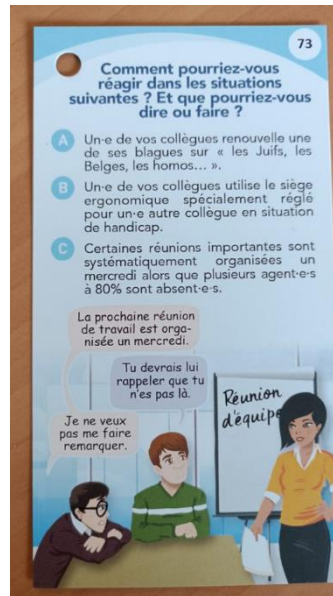 73
Comment pourriez-vous
réagir dans les situations
suivantes ? Et que pourriez-vous
dire ou faire ?
A Un·e de vos collègues renouvelle une
de ses blagues sur « les Juifs, les
Belges, les homos... ».
B Un·e de vos collègues utilise le siège
ergonomique spécialement réglé
pour un·e autre collègue en situation
de handicap.
C Certaines réunions importantes sont
systématiquement organisées un
mercredi alors que plusieurs agent·e·s
à 80% sont absent·e·s.
La prochaine réunion
de travail est orga-
nisée un mercredi.
Tu devrais lui
rappeler que tu
n'es pas là.
Je ne veux
pas me faire
remarquer.
Réunion
d'équipe